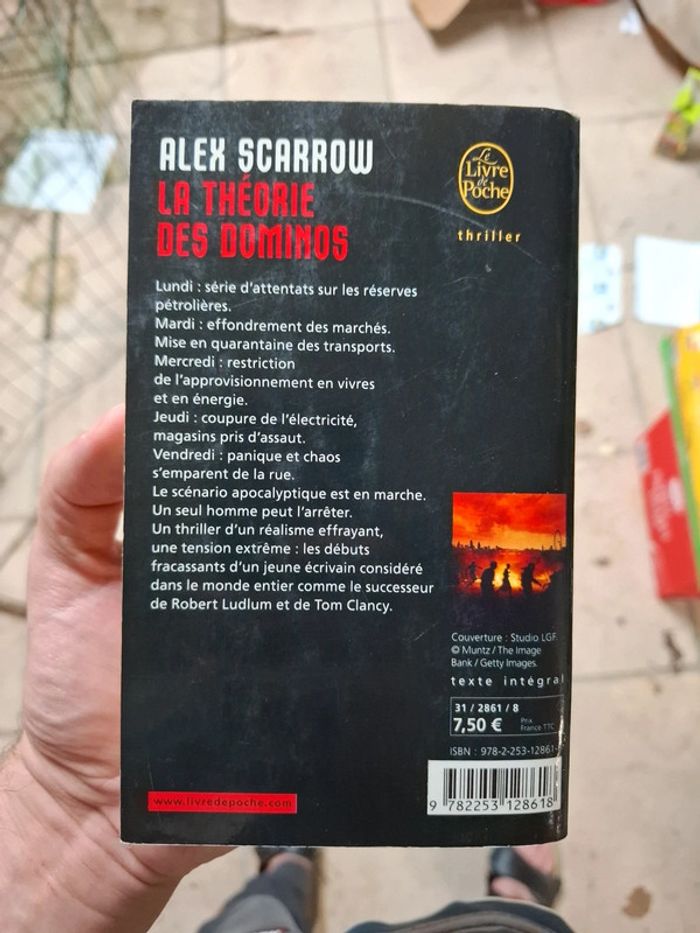 ALEX SCARROW
LA THÉORIE
DES DOMINOS
Le
Livre
de
Poche
thriller
Lundi : série d'attentats sur les réserves
pétrolières.
Mardi : effondrement des marchés.
Mise en quarantaine des transports.
Mercredi : restriction
de l'approvisionnement en vivres
et en énergie.
Jeudi : coupure de l'électricité,
magasins pris d'assaut.
Vendredi : panique et chaos
s'emparent de la rue.
Le scénario apocalyptique est en marche.
Un seul homme peut l'arrêter.
Un thriller d'un réalisme effrayant,
une tension extrême : les débuts
fracassants d'un jeune écrivain considéré
dans le monde entier comme le successeur
de Robert Ludlum et de Tom Clancy.
Couverture : Studio LGF.
© Muntz / The Image
Bank / Getty Images.
texte intégral
31 / 2861 / 8
7,50 €
Prix
France TTC
ISBN : 978-2-253-12861-
9 782253 128618
www.livredepoche.com